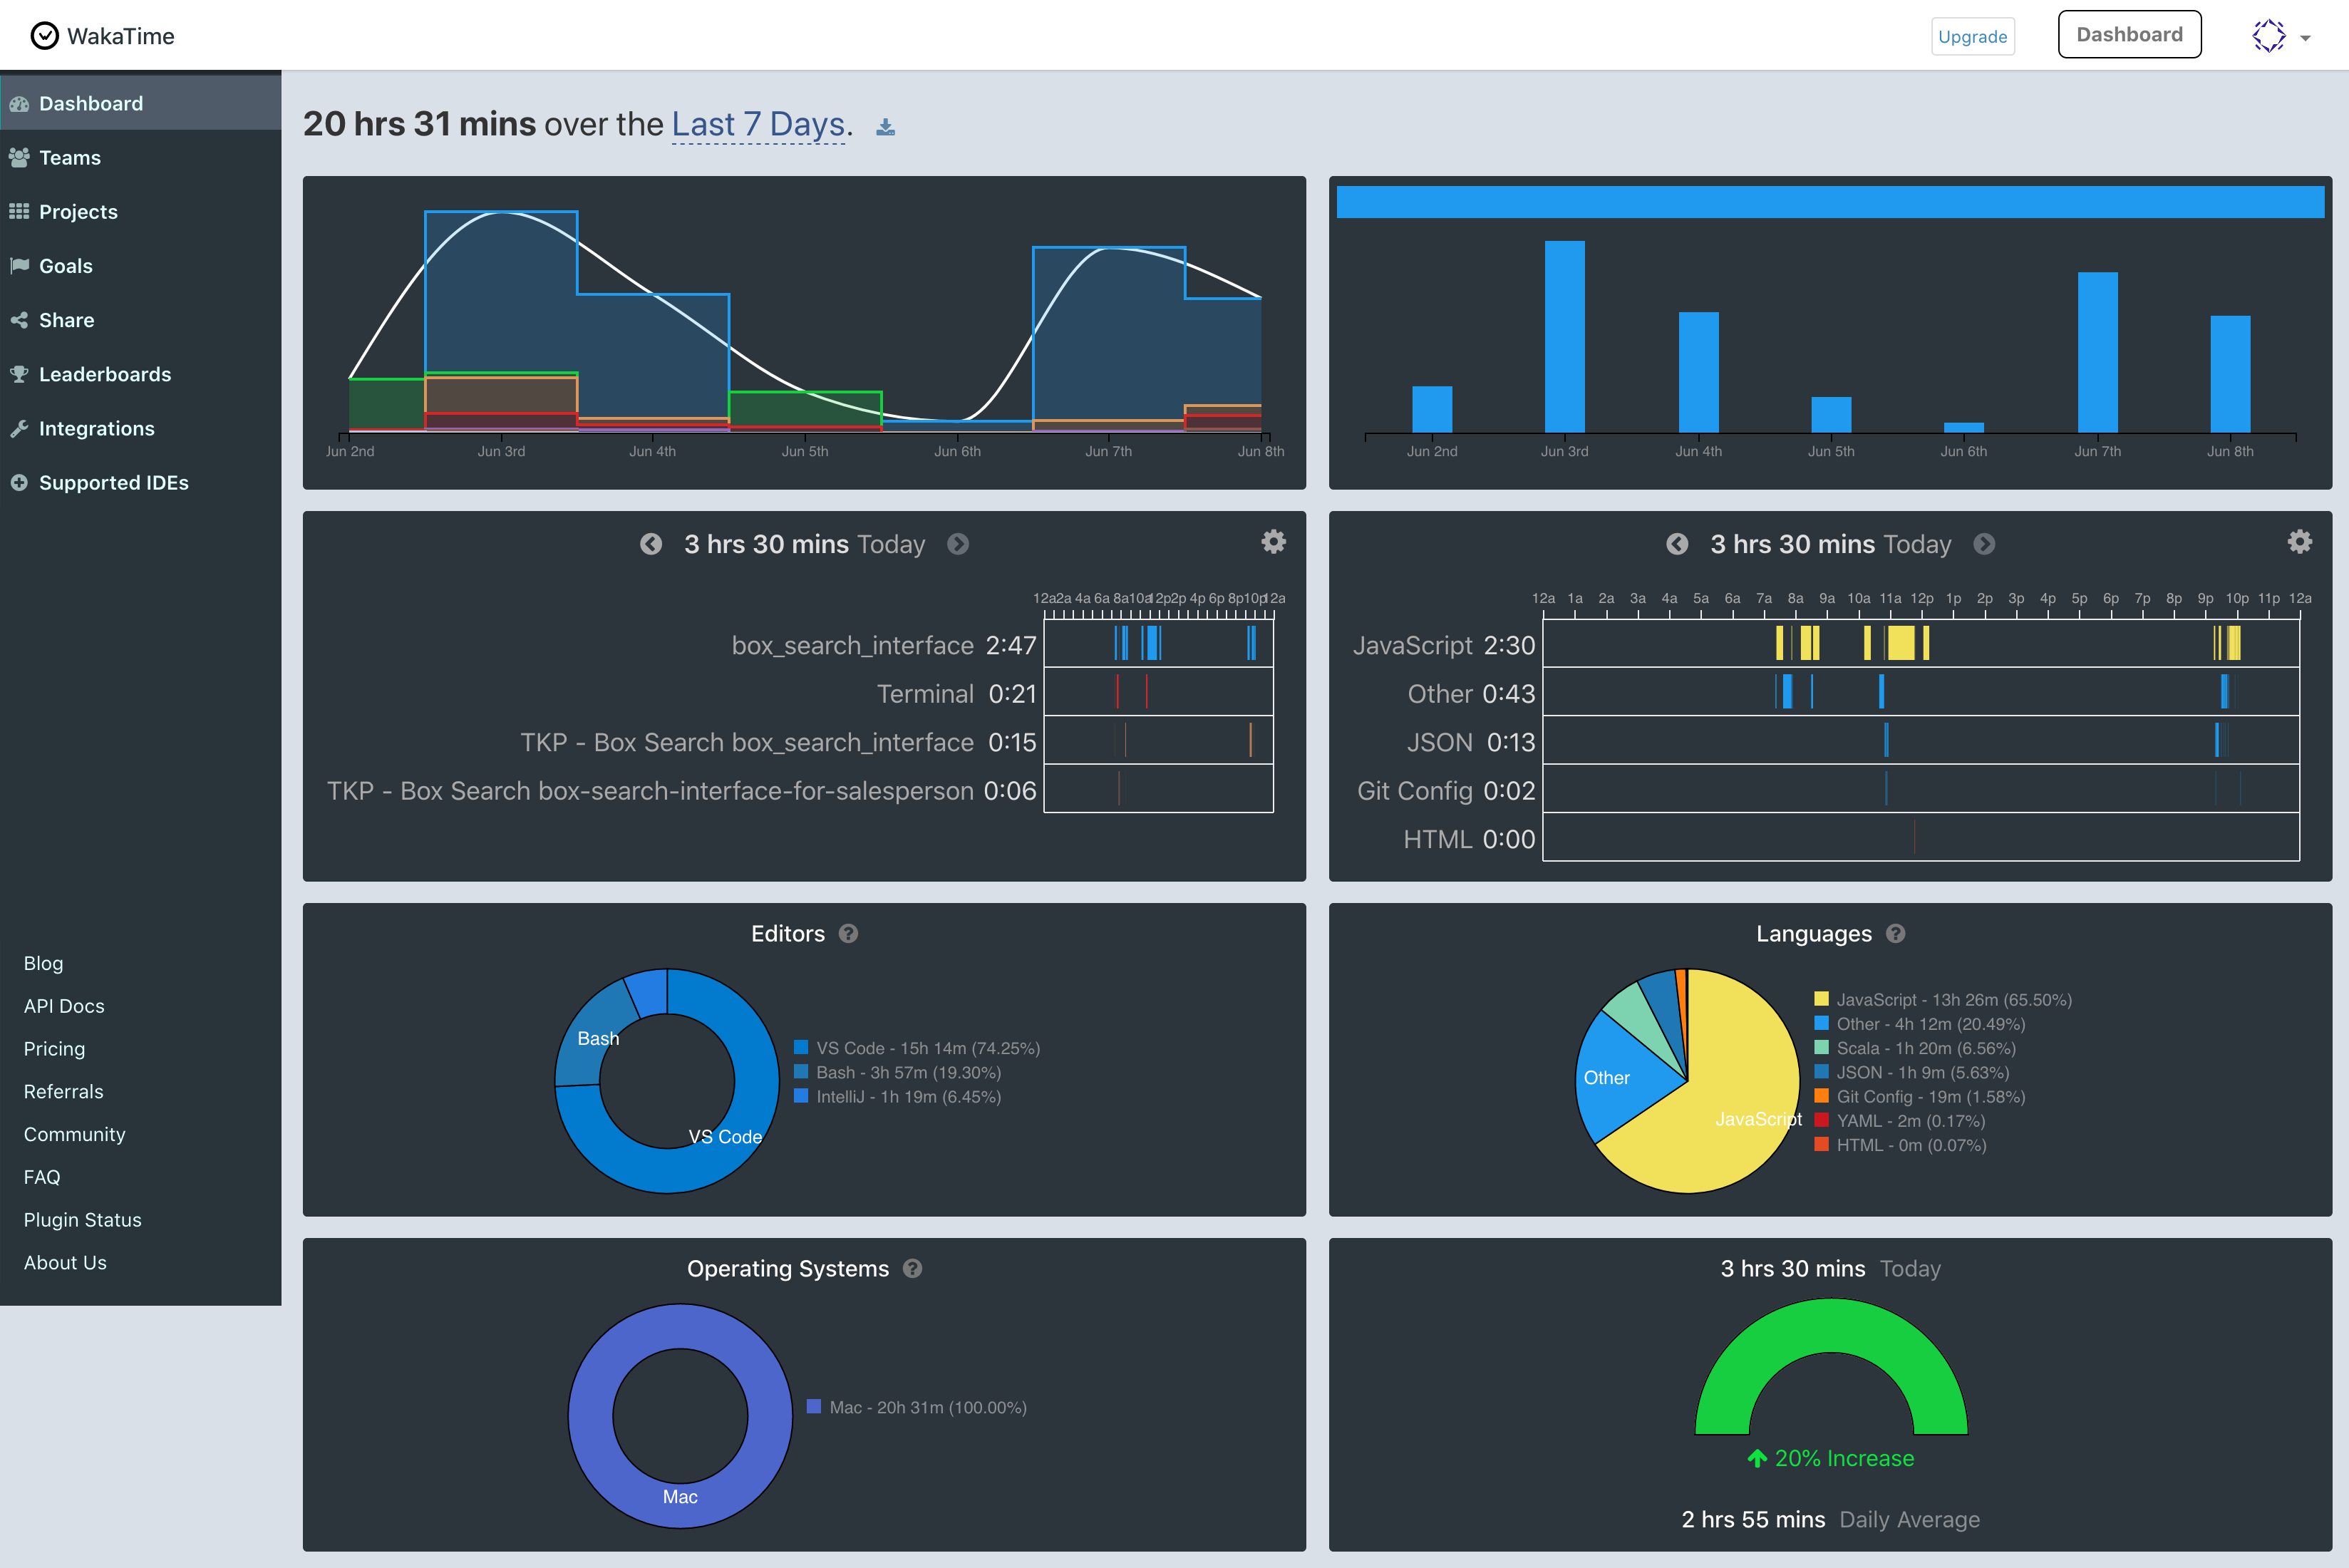 WakaTime
Upgrade
Dashboard
Dashboard
Teams
Projects
Goals
Share
Leaderboards
Integrations
Supported IDEs
Blog
API Docs
Pricing
Referrals
Community
FAQ
Plugin Status
About Us
20 hrs 31 mins over the Last 7 Days.
Jun 2nd Jun 3rd Jun 4th Jun 5th Jun 6th Jun 7th Jun 8th
Jun 2nd Jun 3rd Jun 4th Jun 5th Jun 6th Jun 7th Jun 8th
3 hrs 30 mins Today
12a 2a 4a 6a 8a 10a 12p 2p 4p 6p 8p 10p 12a
box_search_interface 2:47
Terminal 0:21
TKP - Box Search box_search_interface 0:15
TKP - Box Search box-search-interface-for-salesperson 0:06
3 hrs 30 mins Today
12a 1a 2a 3a 4a 5a 6a 7a 8a 9a 10a 11a 12p 1p 2p 3p 4p 5p 6p 7p 8p 9p 10p 11p 12a
JavaScript 2:30
Other 0:43
JSON 0:13
Git Config 0:02
HTML 0:00
Editors ?
Bash
VS Code
VS Code - 15h 14m (74.25%)
Bash - 3h 57m (19.30%)
IntelliJ - 1h 19m (6.45%)
Languages ?
Other
JavaScript
JavaScript - 13h 26m (65.50%)
Other - 4h 12m (20.49%)
Scala - 1h 20m (6.56%)
JSON - 1h 9m (5.63%)
Git Config - 19m (1.58%)
YAML - 2m (0.17%)
HTML - 0m (0.07%)
Operating Systems ?
Mac
Mac - 20h 31m (100.00%)
3 hrs 30 mins Today
20% Increase
2 hrs 55 mins Daily Average